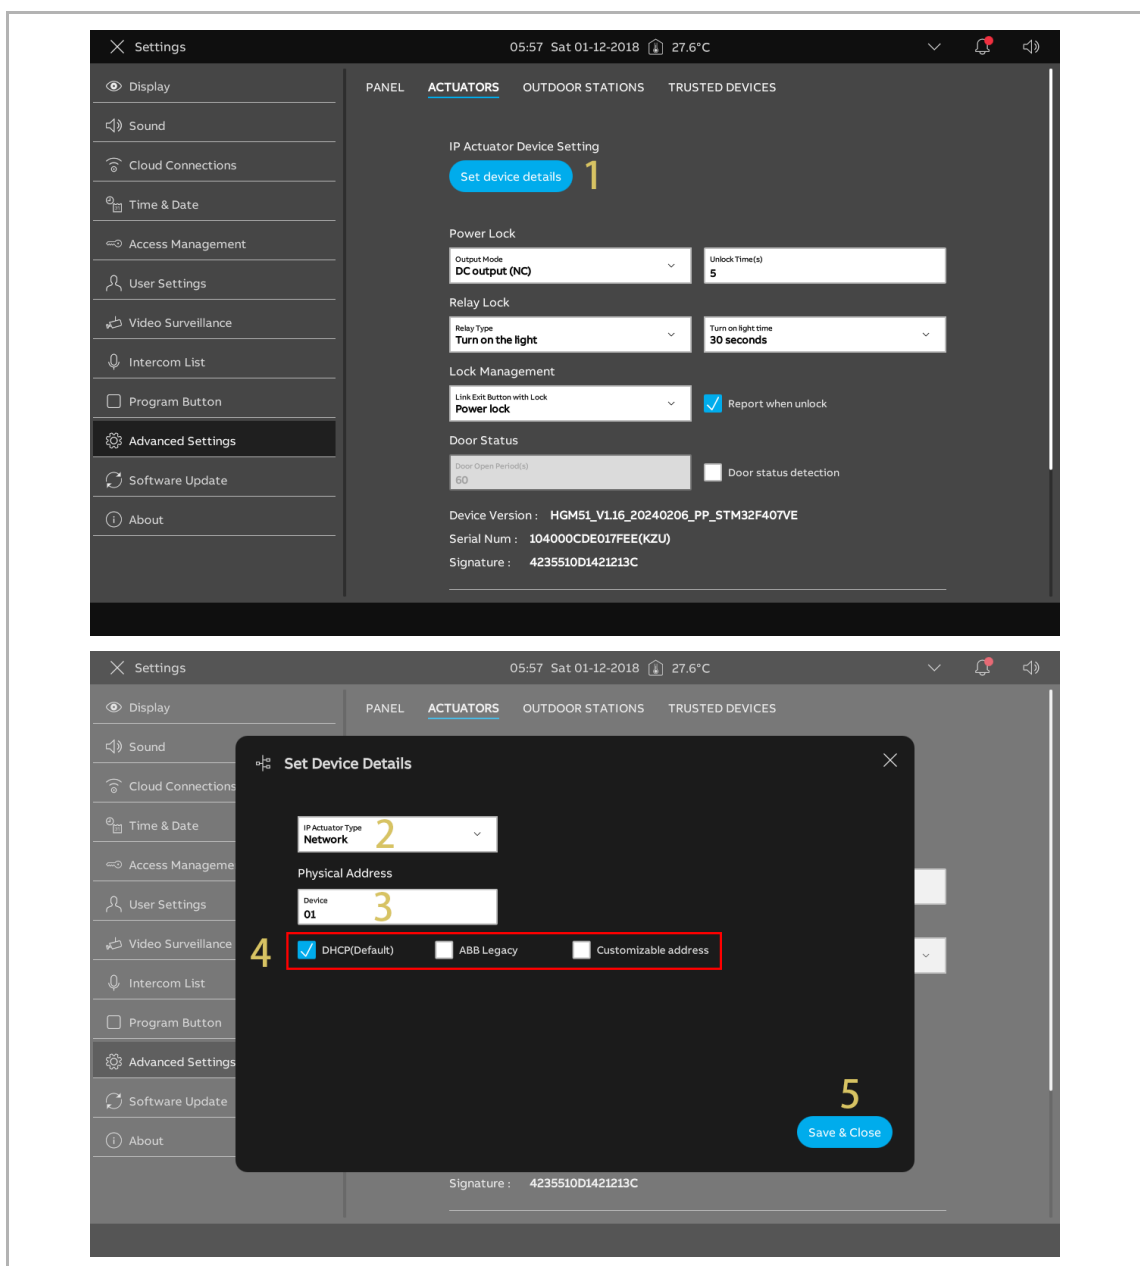 Settings
05:57 Sat 01-12-2018 27.6°C
Display
Sound
Cloud Connections
Time & Date
Access Management
User Settings
Video Surveillance
Intercom List
Program Button
Advanced Settings
Software Update
About
PANEL ACTUATORS OUTDOOR STATIONS TRUSTED DEVICES
IP Actuator Device Setting
Set device details 1
Power Lock
Output Mode
DC output (NC)
Unlock Time(s)
5
Relay Lock
Relay Type
Turn on the light
Turn on light time
30 seconds
Lock Management
Link Exit Button with Lock
Power lock
Report when unlock
Door Status
Door Open Period(s)
60
Door status detection
Device Version : HGM51_V1.16_20240206_PP_STM32F407VE
Serial Num : 104000CDE017FEE(KZU)
Signature : 4235510D1421213C
Settings
05:57 Sat 01-12-2018 27.6°C
Display
Sound
Cloud Connections
Time & Date
Access Manageme
User Settings
Video Surveillance
Intercom List
Program Button
Advanced Settings
Software Update
About
PANEL ACTUATORS OUTDOOR STATIONS TRUSTED DEVICES
Set Device Details
IP Actuator Type
Network
2
Physical Address
Device
01
3
4
DHCP(Default) ABB Legacy Customizable address
5
Save & Close
Signature : 4235510D1421213C